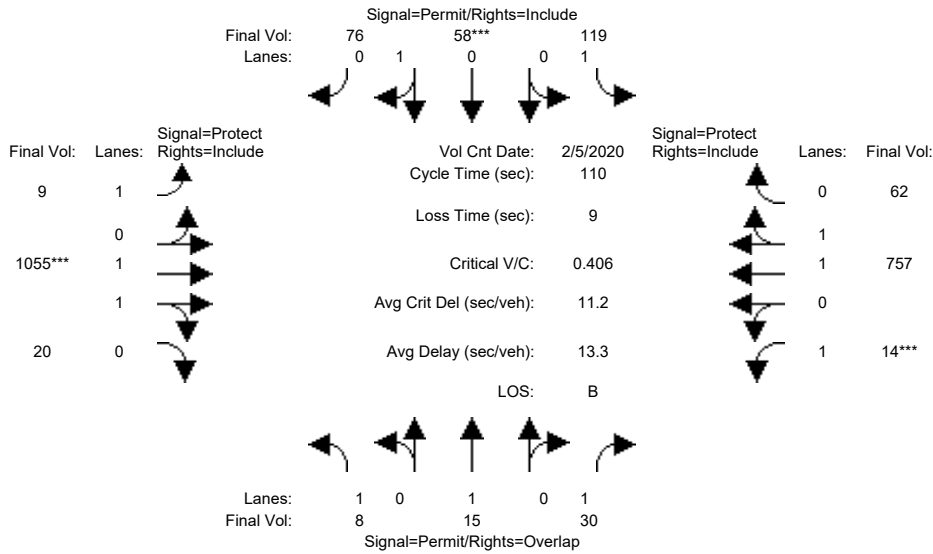 Signal=Permit/Rights=Include
Final Vol: 76 58*** 119
Lanes: 0 1 0 0 1
Signal=Protect Signal=Protect
Final Vol: Lanes: Rights=Include Vol Cnt Date: 2/5/2020 Rights=Include Lanes: Final Vol:
Cycle Time (sec): 110
9 1 0 62
Loss Time (sec): 9
0 1
1055*** 1 Critical V/C: 0.406 1 757
1 Avg Crit Del (sec/veh): 11.2 0
20 0 Avg Delay (sec/veh): 13.3 1 14***
LOS: B
Lanes: 1 0 1 0 1
Final Vol: 8 15 30
Signal=Permit/Rights=Overlap